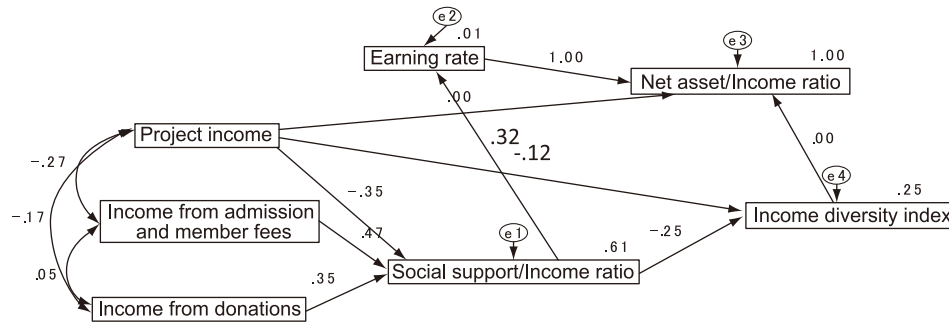 e2
.01
Earning rate
1.00
e3
1.00
Net asset/Income ratio
.00
Project income
.32
-.12
.00
-.27
-.35
e4
.25
-.17
Income from admission
and member fees
.47
e1
.61
-.25
Income diversity index
.05
.35
Social support/Income ratio
Income from donations